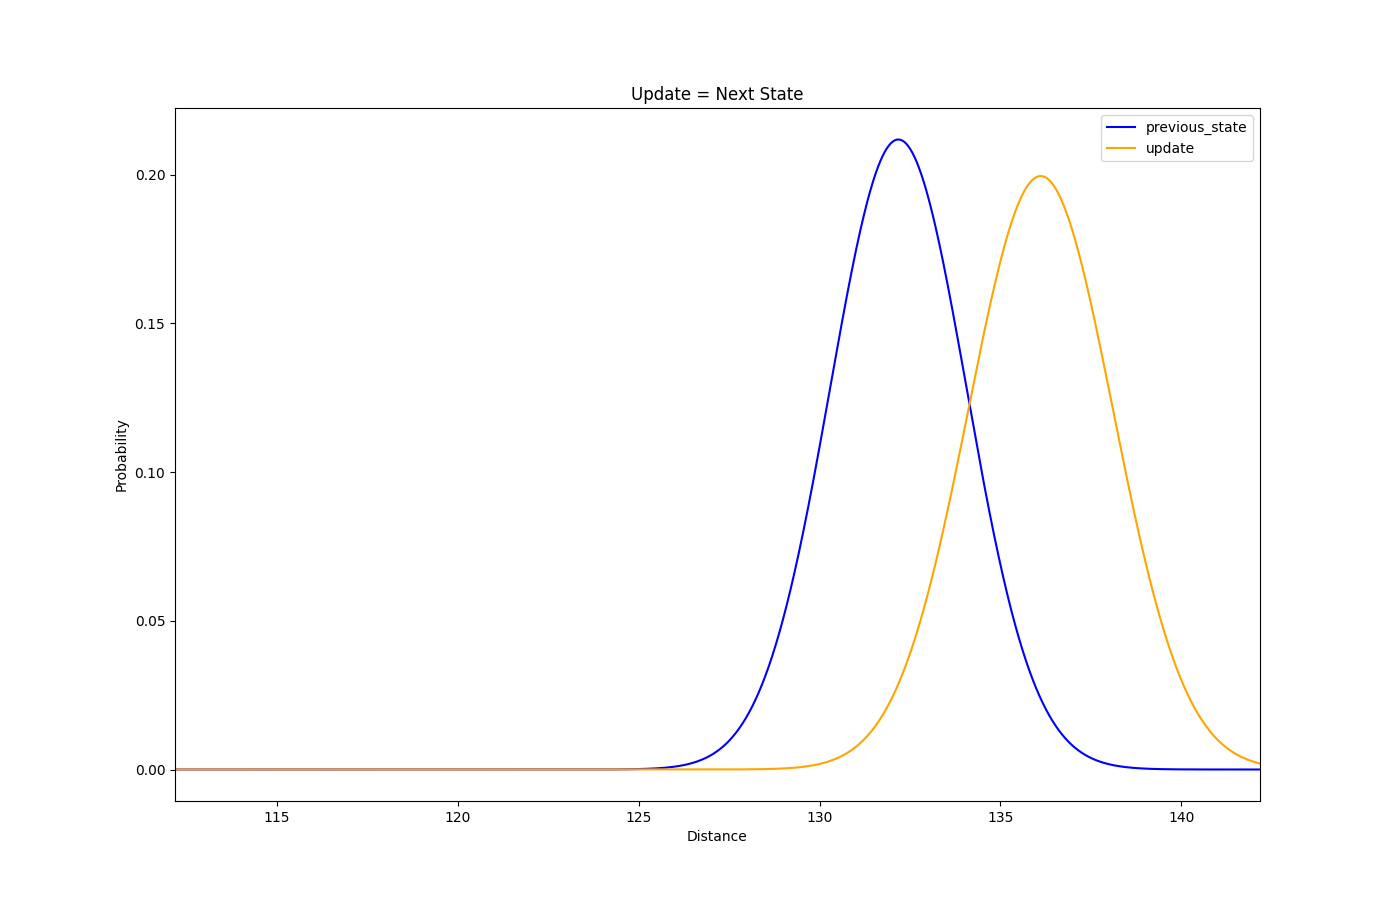 Update = Next State
previous_state
update
0.20
0.15
0.10
0.05
0.00
Probability
115 120 125 130 135 140
Distance